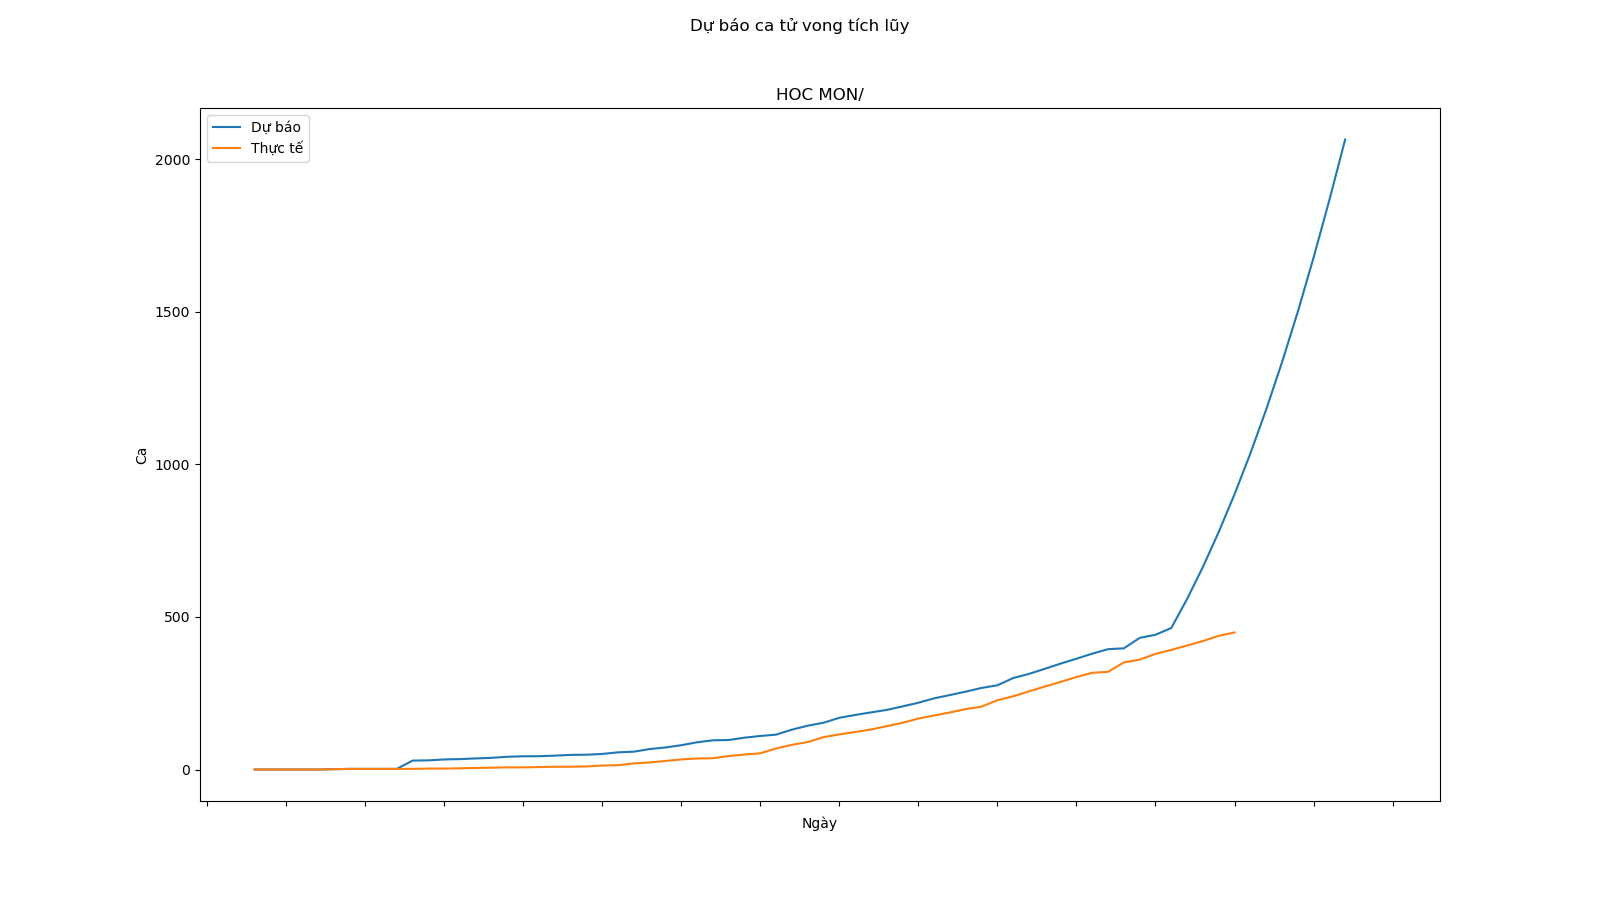 Dự báo ca tử vong tích lũy
HOC MON/
Dự báo
Thực tế
2000
1500
1000
500
0
Ca
Ngày